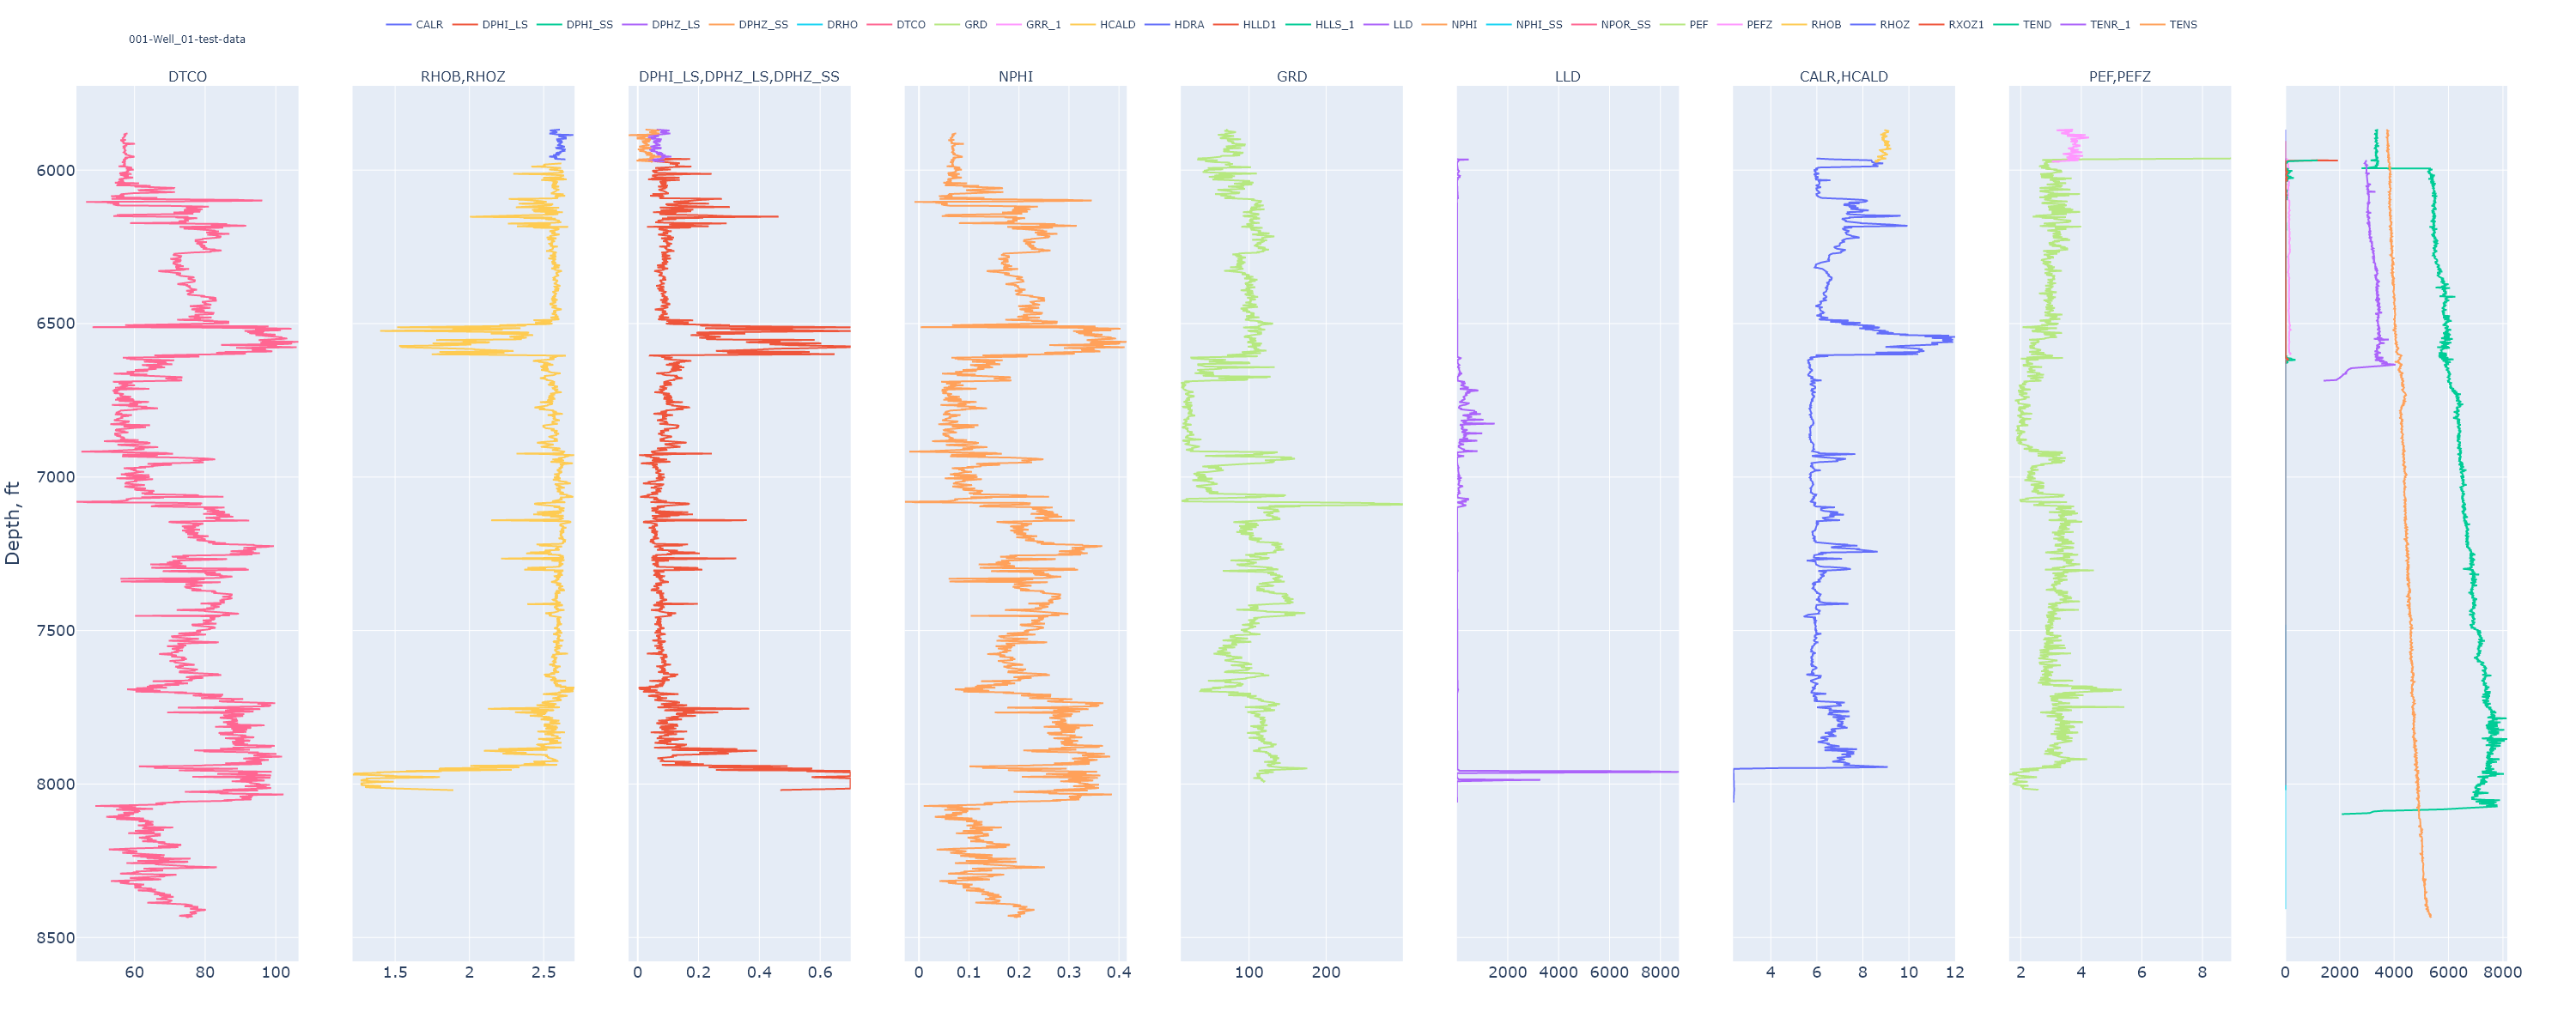 CALR DPHI_LS DPHI_SS DPHZ_LS DPHZ_SS DRHO DTCO GRD GRR_1 HCALD HDRA HLLD1 HLLS_1 LLD NPHI NPHI_SS NPOR_SS PEF PEFZ RHOB RHOZ RXOZ1 TEND TENR_1 TENS
001-Well_01-test-data
DTCO RHOB,RHOZ DPHI_LS,DPHZ_LS,DPHZ_SS NPHI GRD LLD CALR,HCALD PEF,PEFZ
6000
6500
7000
Depth, ft
7500
8000
8500
60 80 100 1.5 2 2.5 0 0.2 0.4 0.6 0 0.1 0.2 0.3 0.4 100 200 2000 4000 6000 8000 4 6 8 10 12 2 4 6 8 0 2000 4000 6000 8000